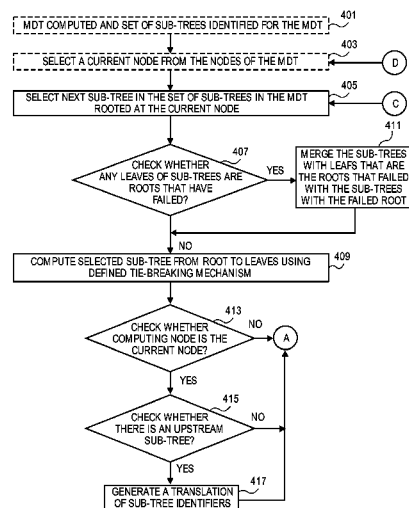 MDT COMPUTED AND SET OF SUB-TREES IDENTIFIED FOR THE MDT
401
403
SELECT A CURRENT NODE FROM THE NODES OF THE MDT
D
405
SELECT NEXT SUB-TREE IN THE SET OF SUB-TREES IN THE MDT
ROOTED AT THE CURRENT NODE
C
407
CHECK WHETHER
ANY LEAVES OF SUB-TREES ARE
ROOTS THAT HAVE
FAILED?
YES
411
MERGE THE SUB-TREES
WITH LEAFS THAT ARE
THE ROOTS THAT FAILED
WITH THE SUB-TREES
WITH THE FAILED ROOT
NO
COMPUTE SELECTED SUB-TREE FROM ROOT TO LEAVES USING
DEFINED TIE-BREAKING MECHANISM
409
413
CHECK WHETHER
COMPUTING NODE IS THE
CURRENT NODE?
NO
A
YES
415
CHECK WHETHER
THERE IS AN UPSTREAM
SUB-TREE?
NO
YES
417
GENERATE A TRANSLATION
OF SUB-TREE IDENTIFIERS